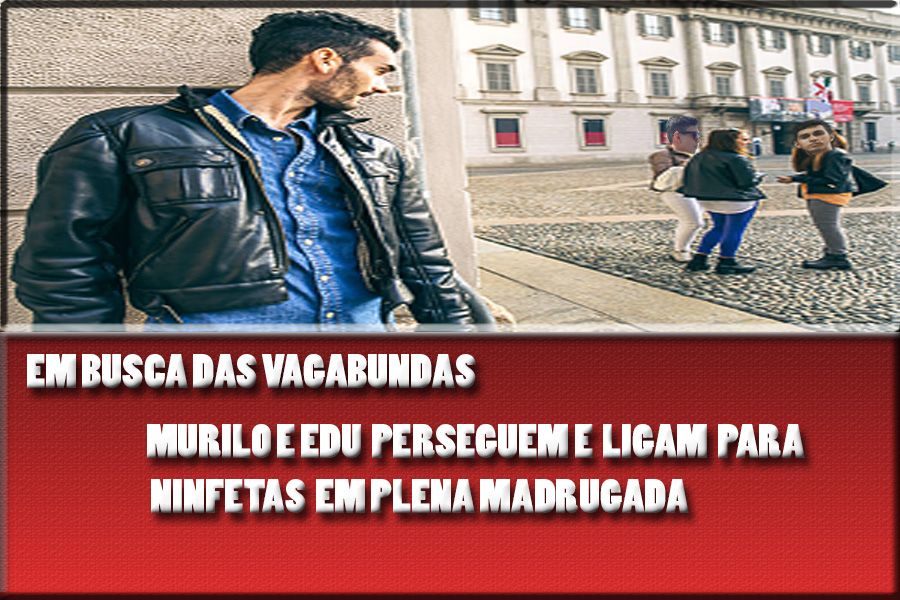 EM BUSCA DAS VAGABUNDAS
MURILO E EDU PERSEGUEM E LIGAM PARA
NINFETAS EM PLENA MADRUGADA